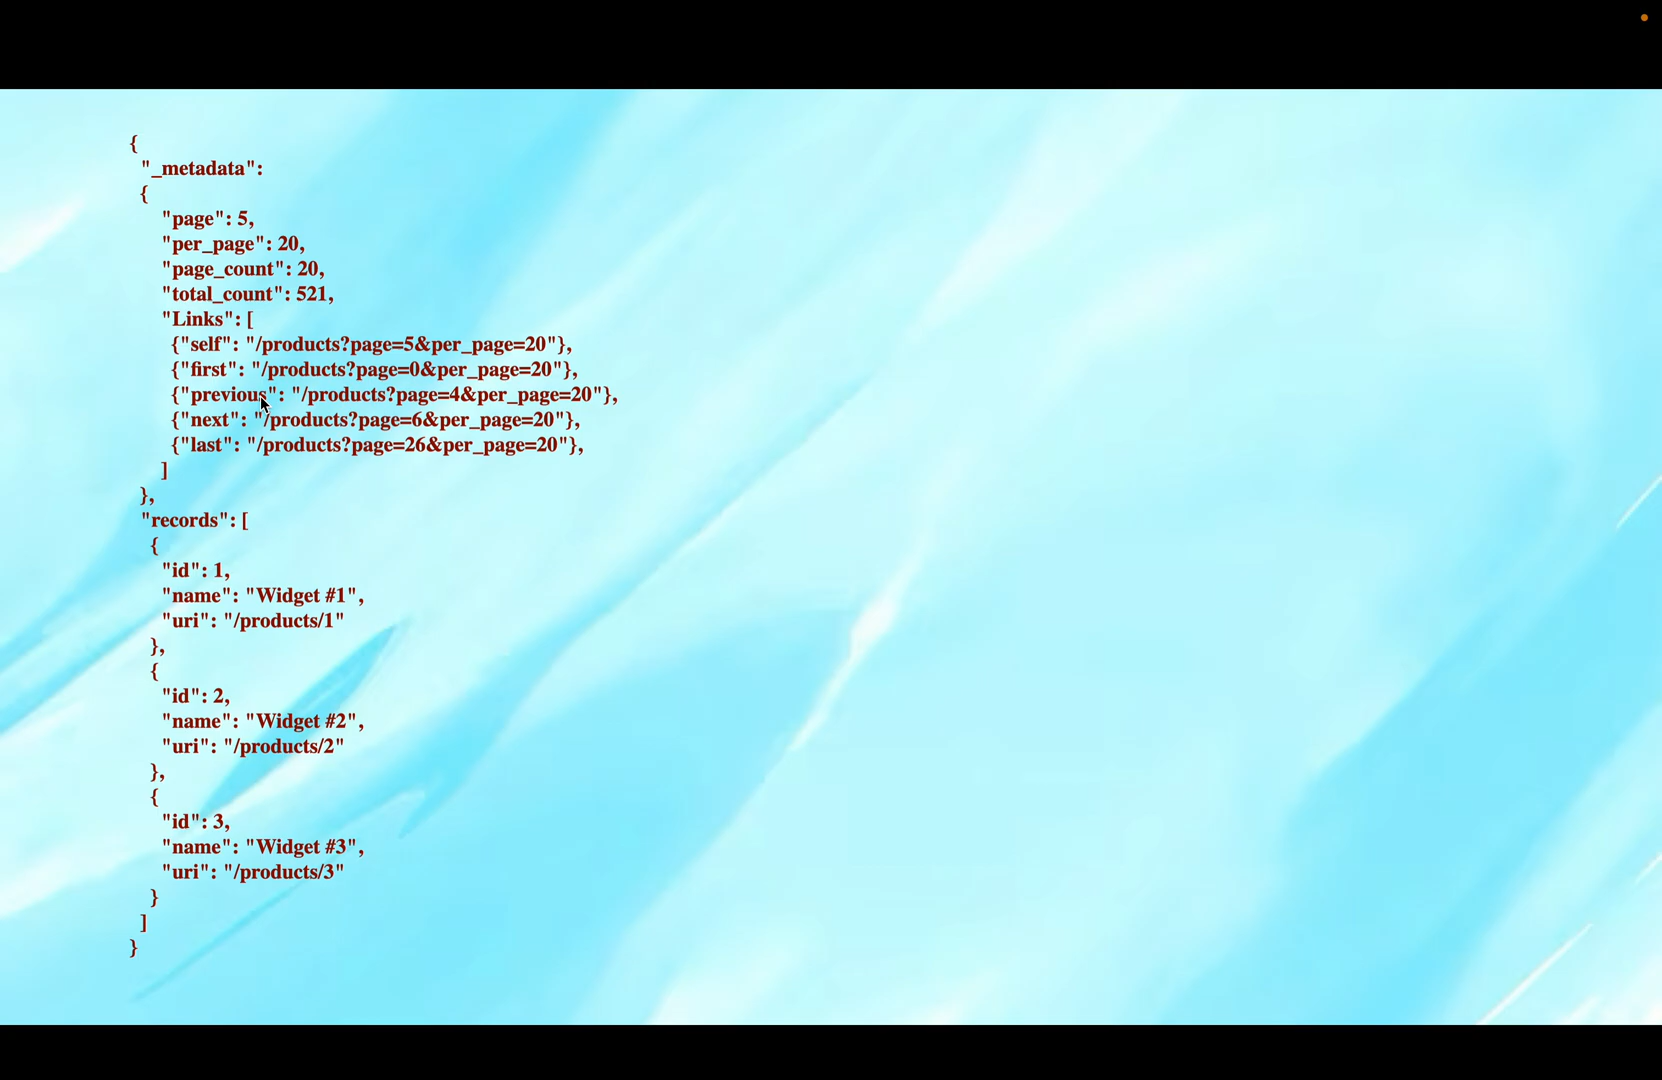 {
"_metadata":
{
"page": 5,
"per_page": 20,
"page_count": 20,
"total_count": 521,
"Links": [
{"self": "/products?page=5&per_page=20"},
{"first": "/products?page=0&per_page=20"},
{"previous": "/products?page=4&per_page=20"},
{"next": "/products?page=6&per_page=20"},
{"last": "/products?page=26&per_page=20"},
]
},
"records": [
{
"id": 1,
"name": "Widget #1",
"uri": "/products/1"
},
{
"id": 2,
"name": "Widget #2",
"uri": "/products/2"
},
{
"id": 3,
"name": "Widget #3",
"uri": "/products/3"
}
]
}